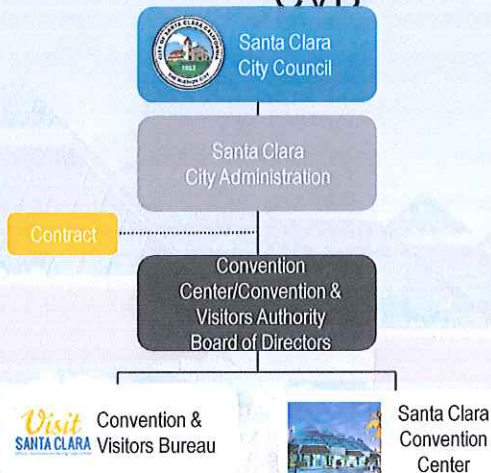 CVB
Santa Clara
City Council
Santa Clara
City Administration
Contract
Convention
Center/Convention &
Visitors Authority
Board of Directors
Visit
SANTA CLARA
Convention &
Visitors Bureau
Santa Clara
Convention
Center